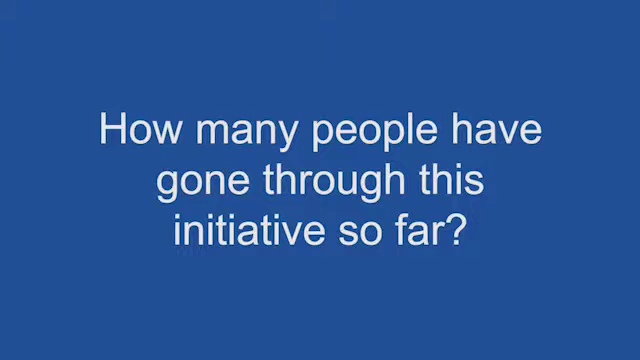 How many people have
gone through this
initiative so far?